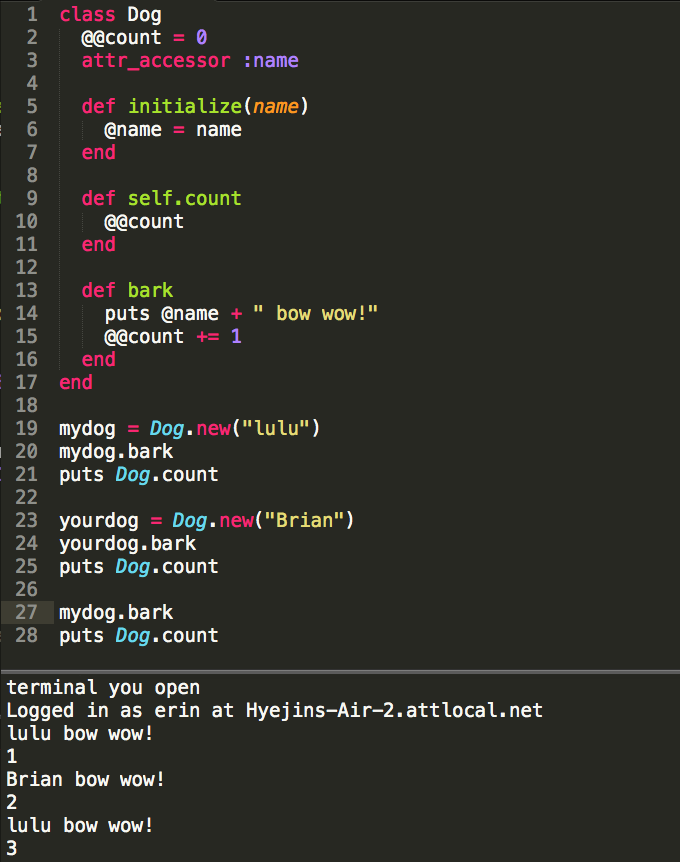 1 class Dog
2   @@count = 0
3   attr_accessor :name
4
5   def initialize(name)
6     @name = name
7   end
8
9   def self.count
10     @@count
11   end
12
13   def bark
14     puts @name + " bow wow!"
15     @@count += 1
16   end
17 end
18
19 mydog = Dog.new("lulu")
20 mydog.bark
21 puts Dog.count
22
23 yourdog = Dog.new("Brian")
24 yourdog.bark
25 puts Dog.count
26
27 mydog.bark
28 puts Dog.count
terminal you open
Logged in as erin at Hyejins-Air-2.attlocal.net
lulu bow wow!
1
Brian bow wow!
2
lulu bow wow!
3